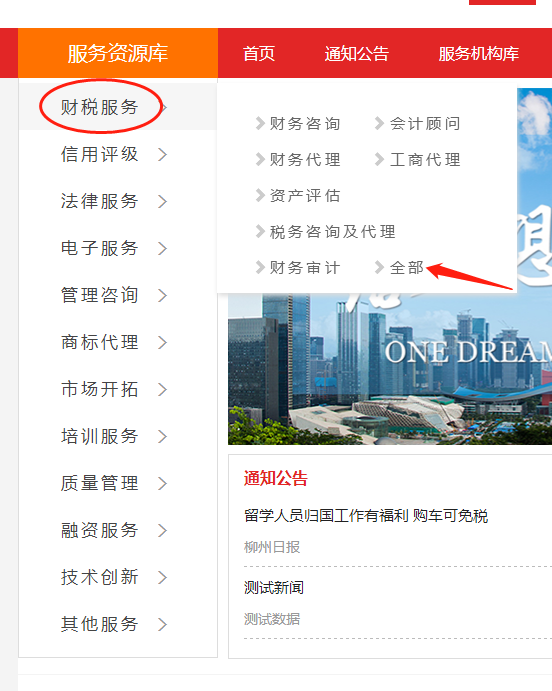 服务资源库 首页 通知公告 服务机构库
财税服务
信用评级
法律服务
电子服务
管理咨询
商标代理
市场开拓
培训服务
质量管理
融资服务
技术创新
其他服务
财务咨询 会计顾问
财务代理 工商代理
资产评估
税务咨询及代理
财务审计 全部
ONE DREAM
通知公告
留学人员归国工作有福利 购车可免税
柳州日报
测试新闻
测试数据